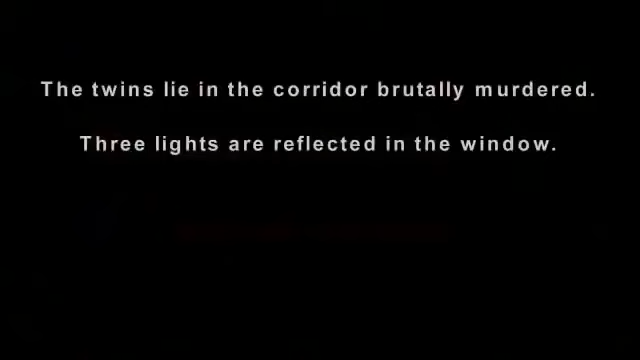 The twins lie in the corridor brutally murdered.
Three lights are reflected in the window.